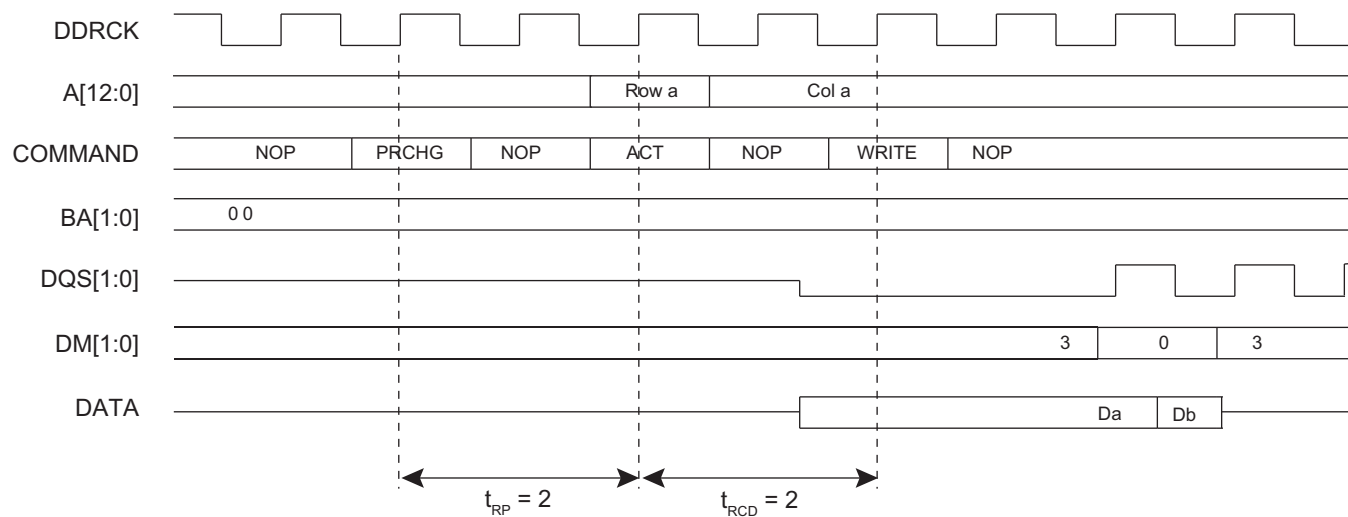 DDRCK
A[12:0] Row a Col a
COMMAND NOP PRCHG NOP ACT NOP WRITE NOP
BA[1:0] 0 0
DQS[1:0]
DM[1:0] 3 0 3
DATA Da Db
tRP = 2 tRCD = 2